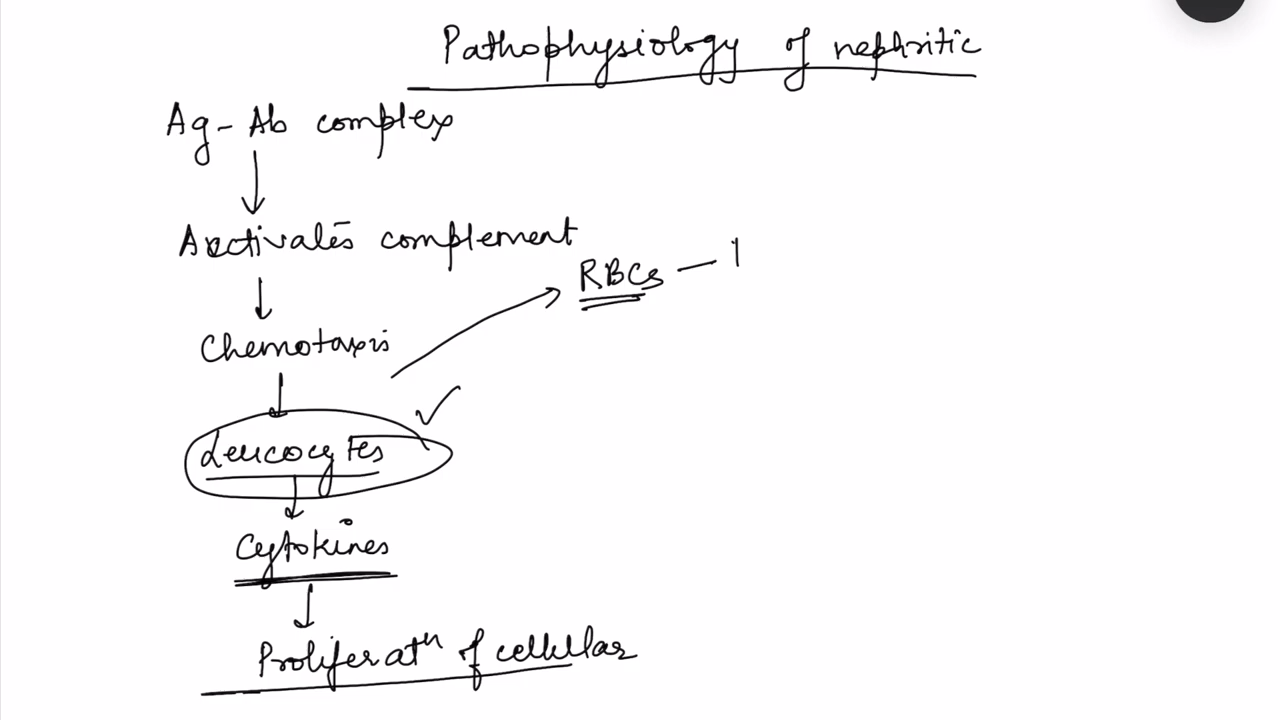 Pathophysiology of nephritic
Ag-Ab complex
Activates complement
RBCs —
Chemotaxis
Leucocytes
Cytokines
Proliferatn of cellular